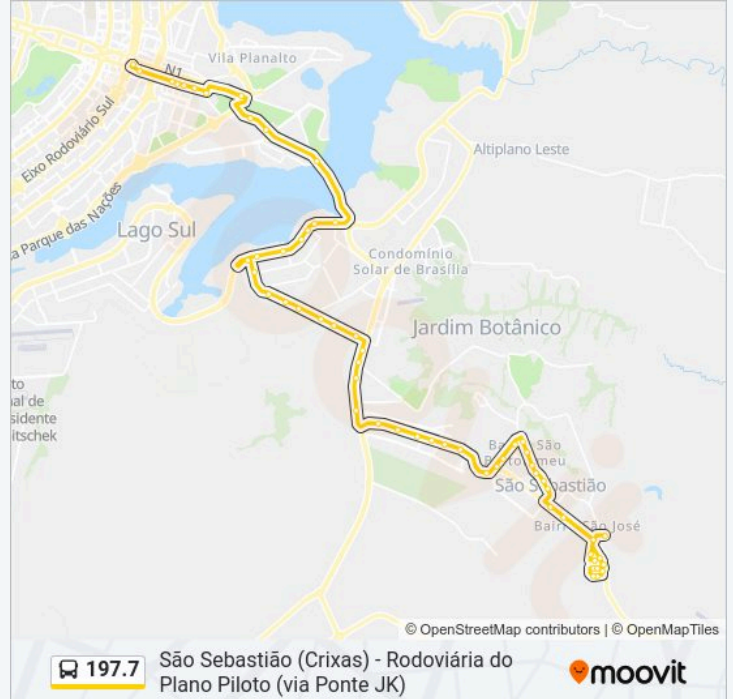 Vila Planalto
N1
Eixo Rodoviário Sul
Altiplano Leste
a Parque das Nações
Lago Sul
Condomínio
Solar de Brasília
Jardim Botânico
to
al de
sidente
itschek
São
São Sebastião
São José
© OpenStreetMap contributors | © OpenMapTiles
197.7 São Sebastião (Crixas) - Rodoviária do
Plano Piloto (via Ponte JK)
moovit